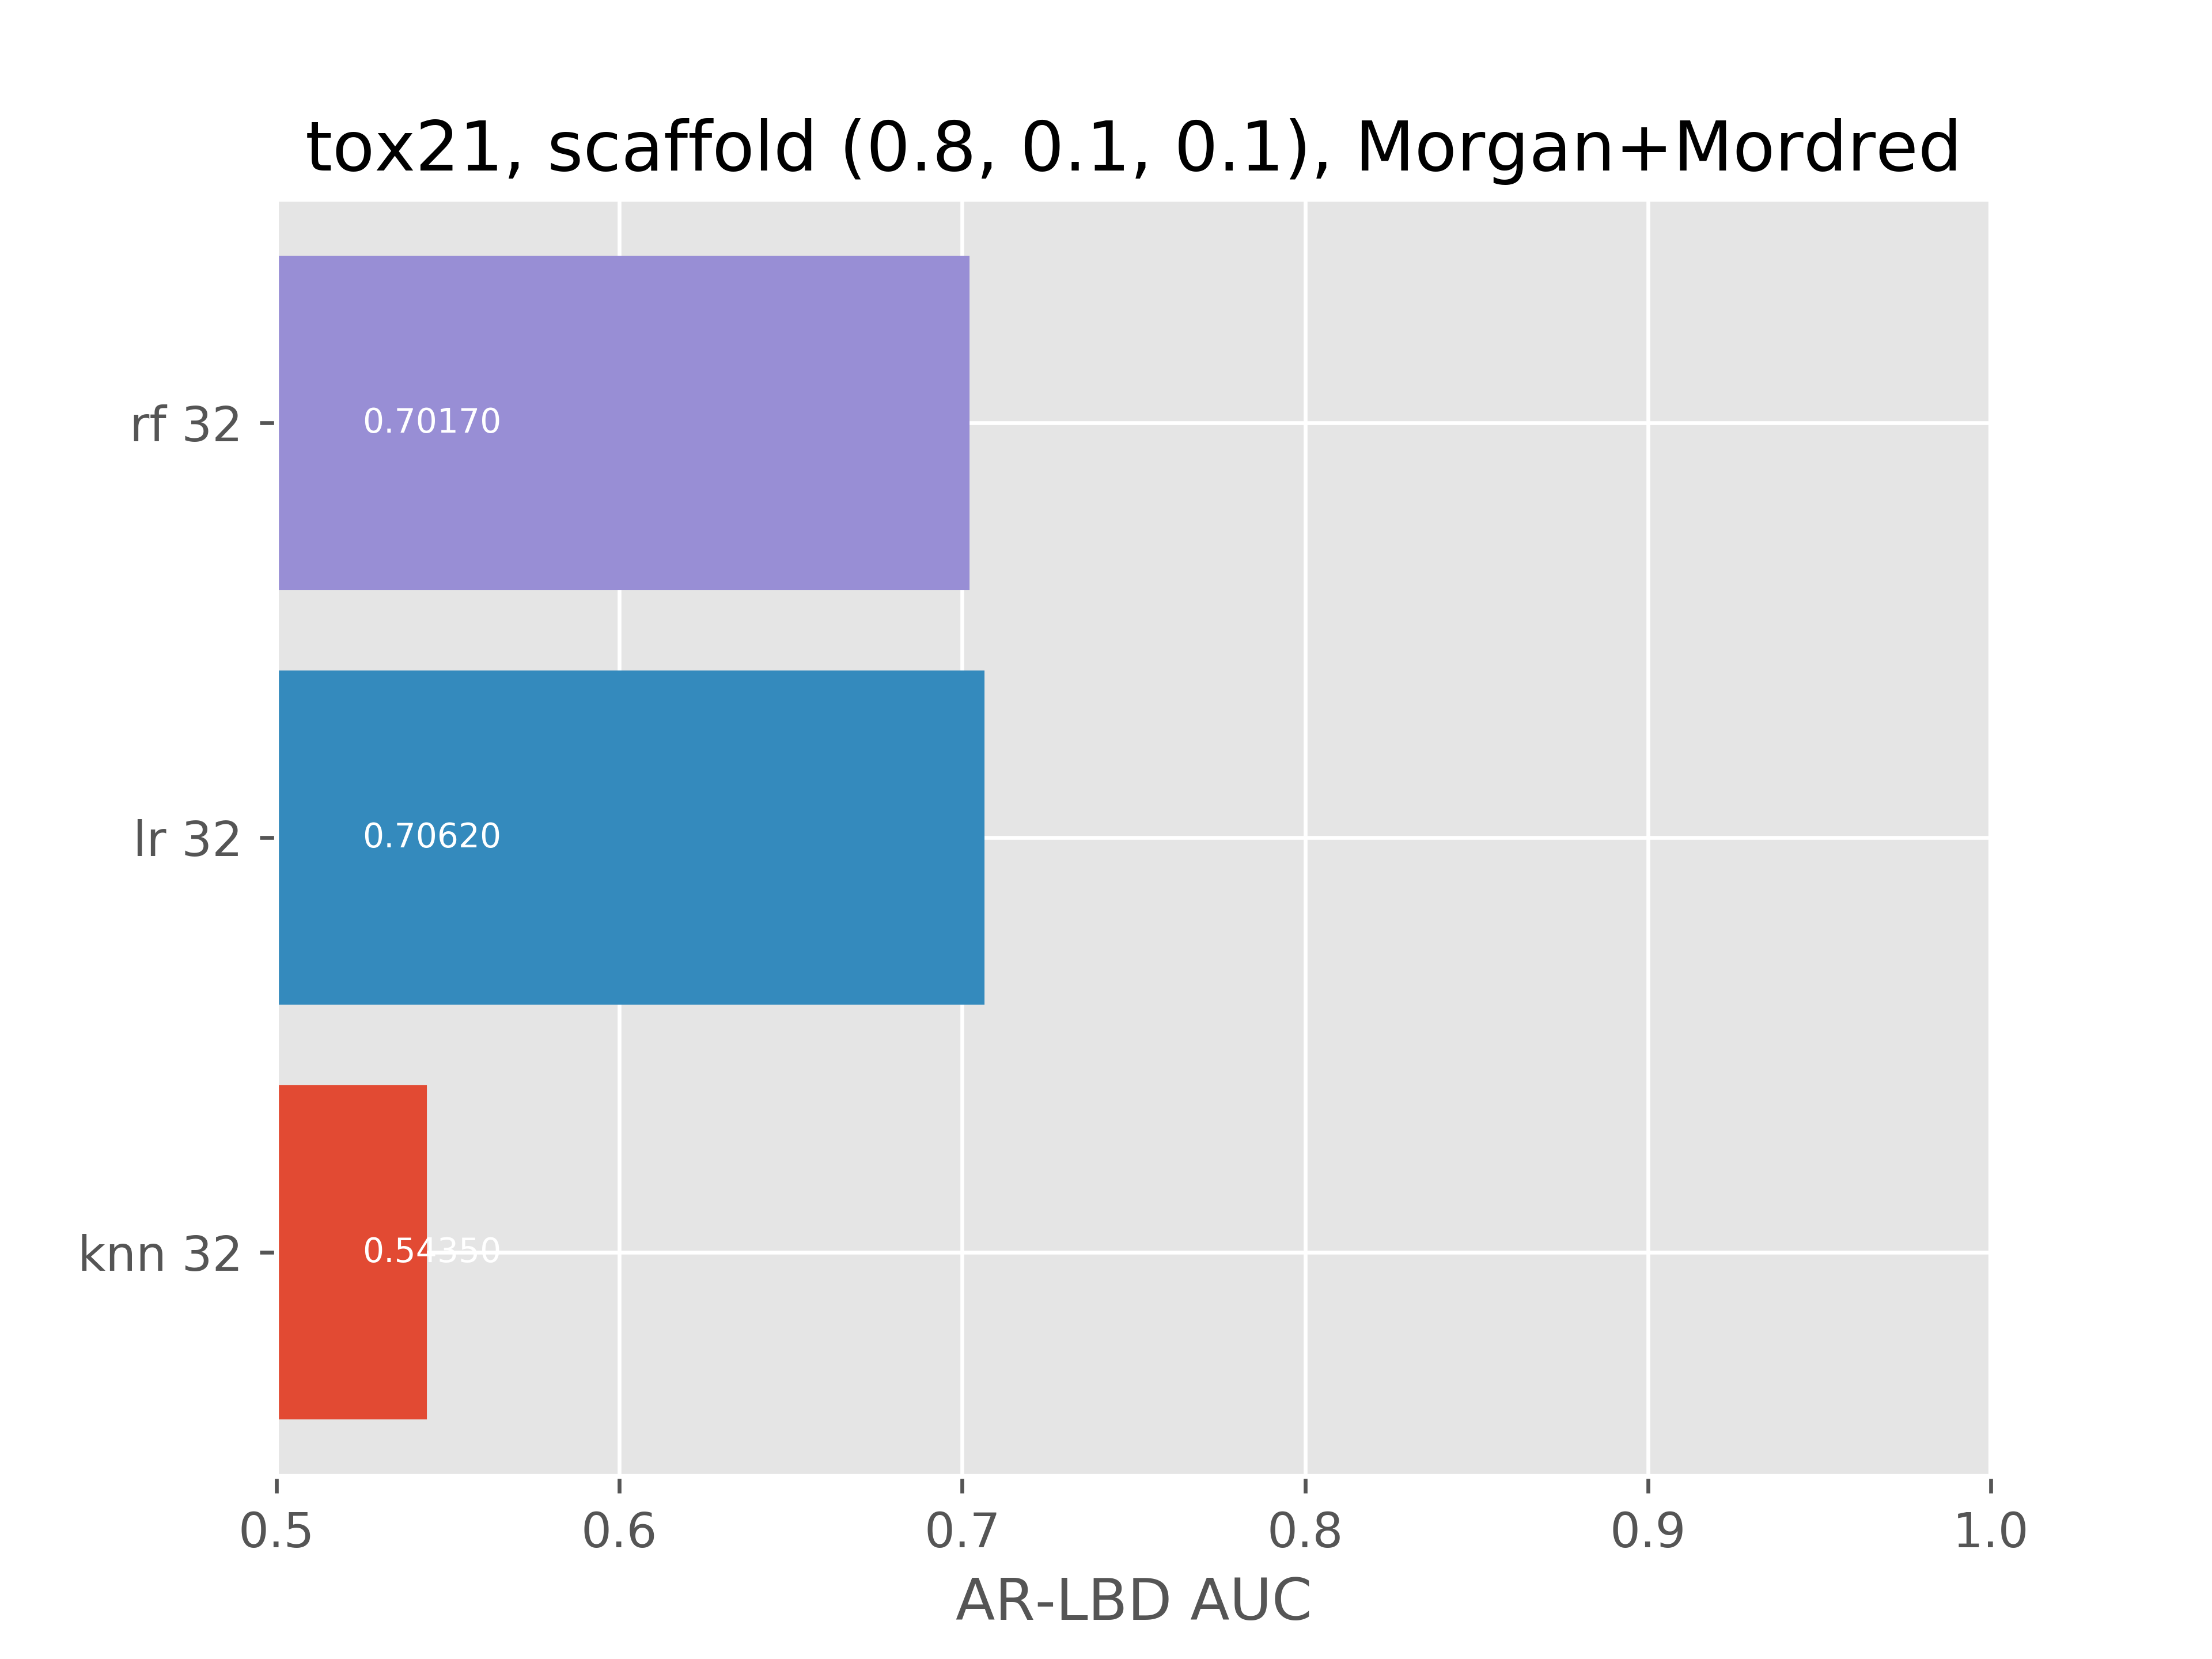 tox21, scaffold (0.8, 0.1, 0.1), Morgan+Mordred
rf 32
0.70170
lr 32
0.70620
knn 32
0.54350
0.5 0.6 0.7 0.8 0.9 1.0
AR-LBD AUC